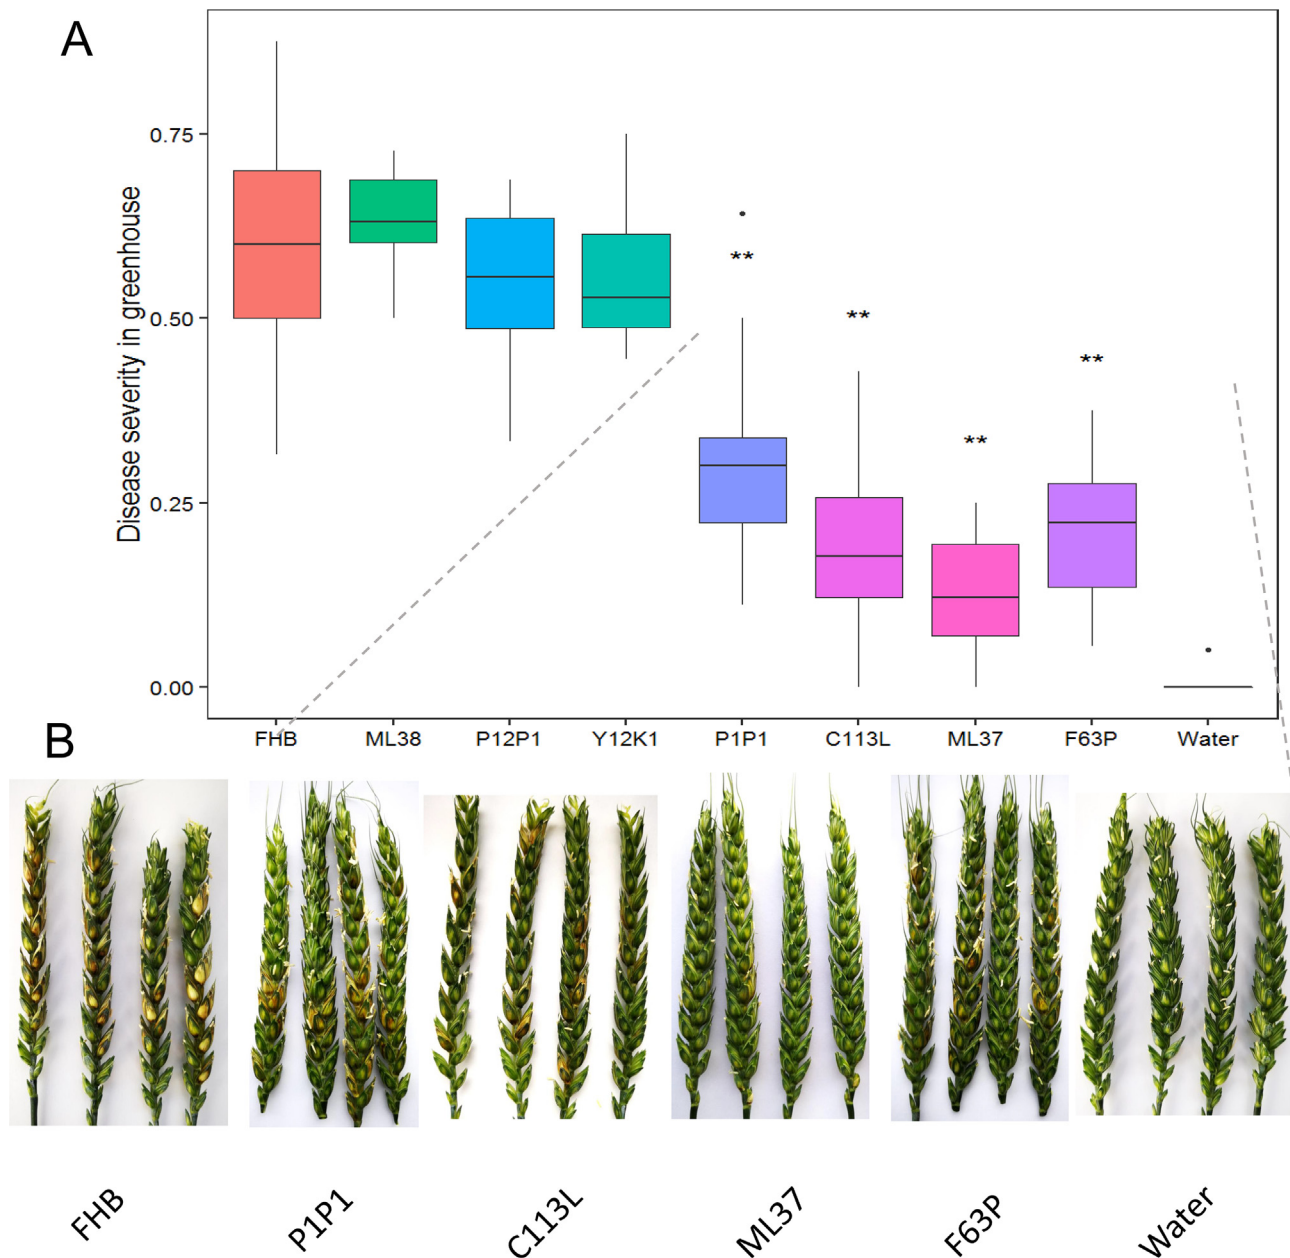 A
Disease severity in greenhouse
0.75
0.50
0.25
0.00
**
**
**
**
FHB ML38 P12P1 Y12K1 P1P1 C113L ML37 F63P Water
B
FHB P1P1 C113L ML37 F63P Water